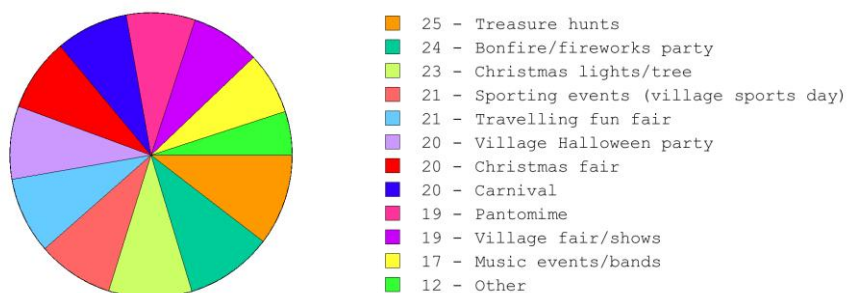 25 - Treasure hunts
24 - Bonfire/fireworks party
23 - Christmas lights/tree
21 - Sporting events (village sports day)
21 - Travelling fun fair
20 - Village Halloween party
20 - Christmas fair
20 - Carnival
19 - Pantomime
19 - Village fair/shows
17 - Music events/bands
12 - Other